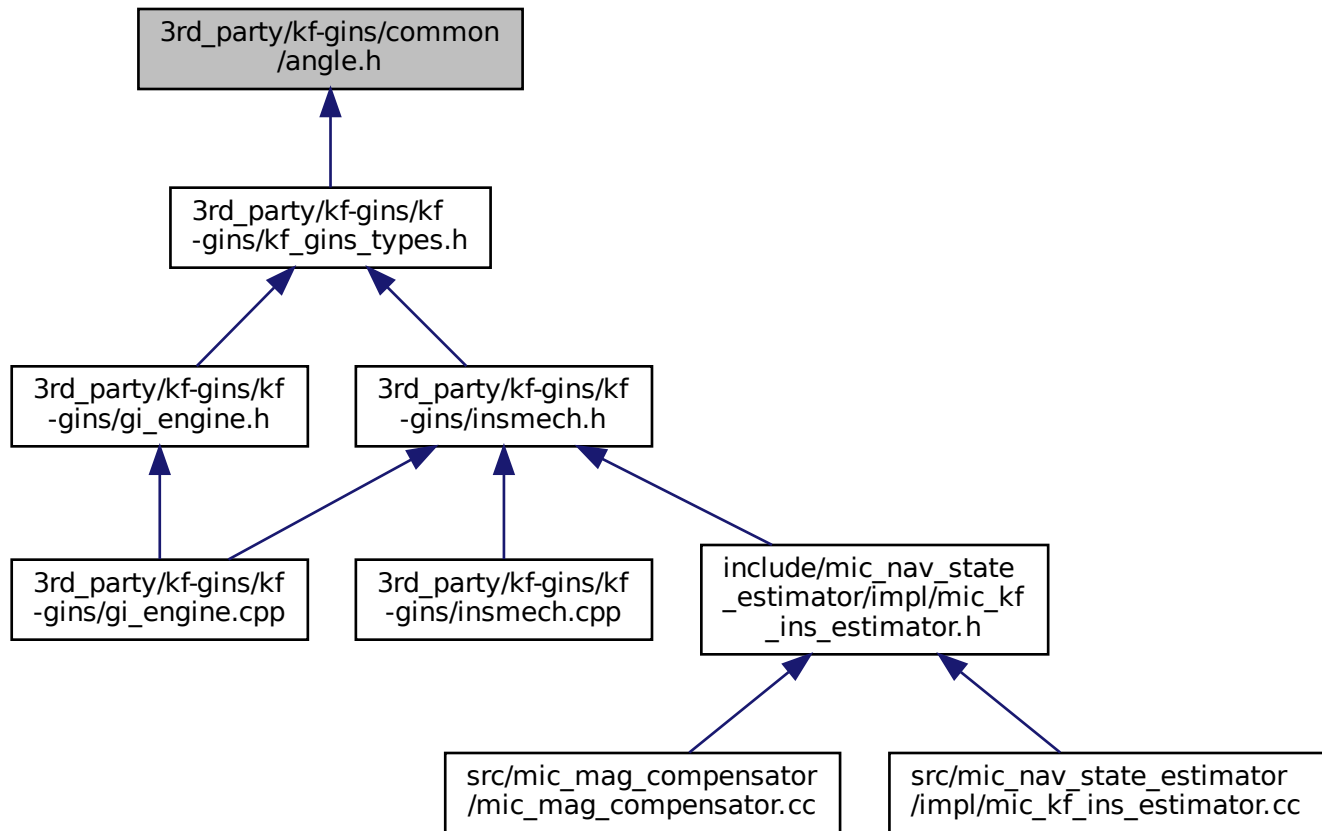 3rd_party/kf-gins/common
/angle.h
3rd_party/kf-gins/kf
-gins/kf_gins_types.h
3rd_party/kf-gins/kf
-gins/gi_engine.h
3rd_party/kf-gins/kf
-gins/insmech.h
3rd_party/kf-gins/kf
-gins/gi_engine.cpp
3rd_party/kf-gins/kf
-gins/insmech.cpp
include/mic_nav_state
_estimator/impl/mic_kf
_ins_estimator.h
src/mic_mag_compensator
/mic_mag_compensator.cc
src/mic_nav_state_estimator
/impl/mic_kf_ins_estimator.cc